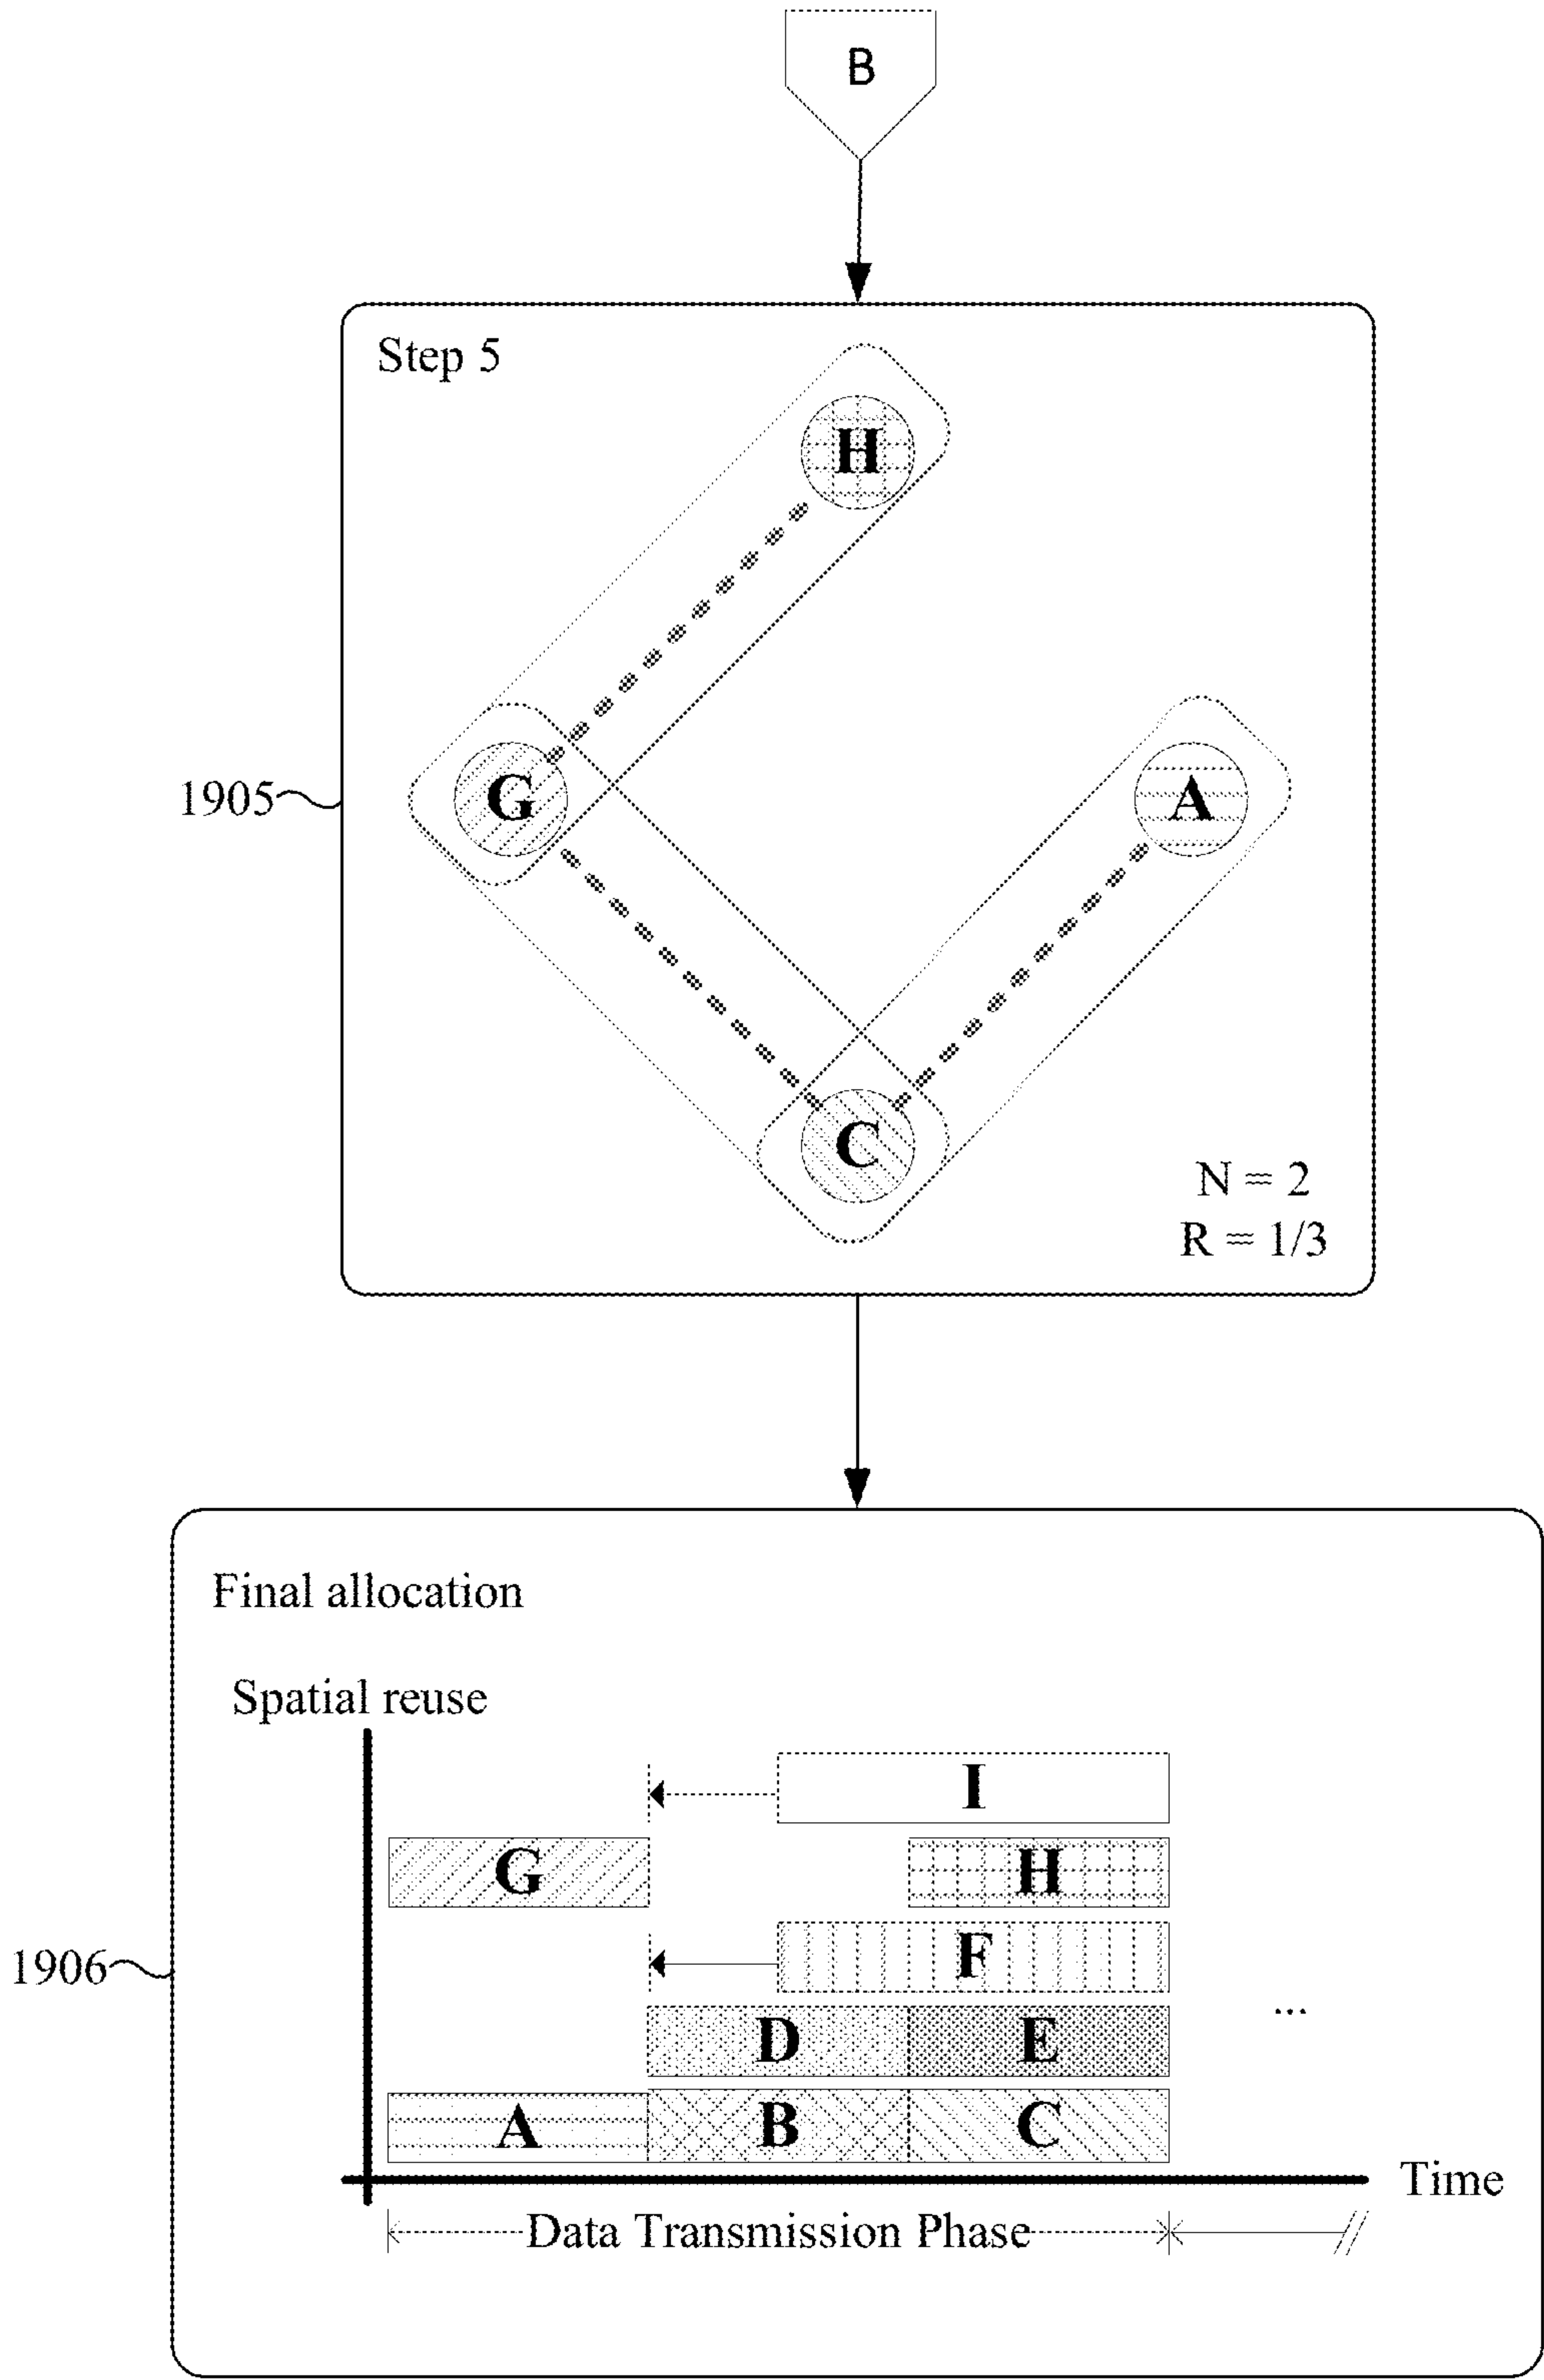 B
Step 5
H
G
A
1905
C
N = 2
R = 1/3
Final allocation
Spatial reuse
I
G
H
F
1906
...
D
E
A
B
C
Time
Data Transmission Phase